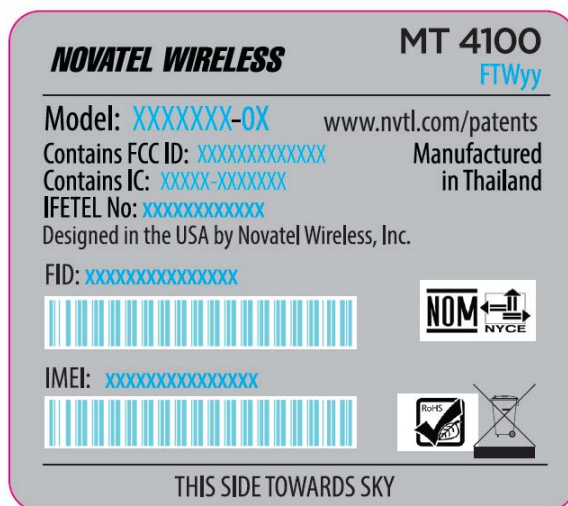 NOVATEL WIRELESS
MT 4100
FTWyy
Model: XXXXXXX-0X
www.nvtl.com/patents
Contains FCC ID: XXXXXXXXXXXXX
Manufactured
Contains IC: XXXXX-XXXXXXX
in Thailand
IFETEL No: xxxxxxxxxxxx
Designed in the USA by Novatel Wireless, Inc.
FID: xxxxxxxxxxxxxxx
NOM
NYCE
IMEI: xxxxxxxxxxxxxxx
RoHS
THIS SIDE TOWARDS SKY